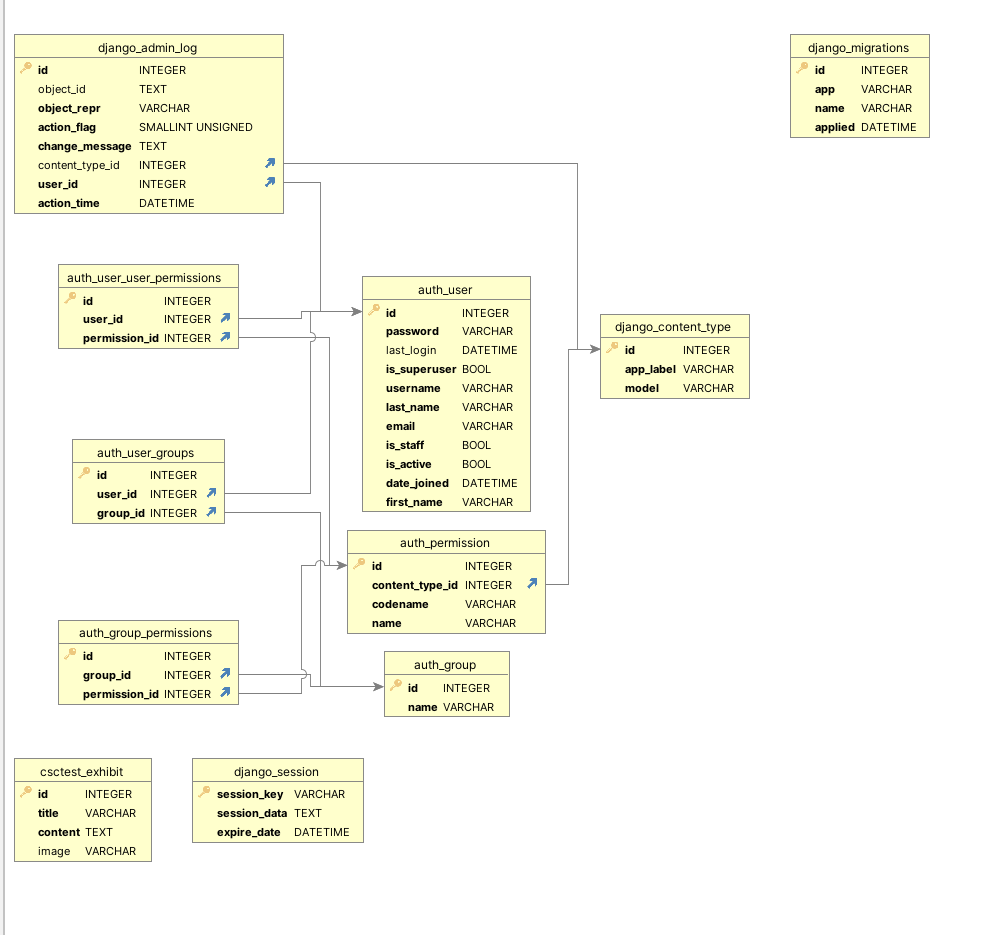 django_admin_log
id INTEGER
object_id TEXT
object_repr VARCHAR
action_flag SMALLINT UNSIGNED
change_message TEXT
content_type_id INTEGER
user_id INTEGER
action_time DATETIME
django_migrations
id INTEGER
app VARCHAR
name VARCHAR
applied DATETIME
auth_user_user_permissions
id INTEGER
user_id INTEGER
permission_id INTEGER
auth_user
id INTEGER
password VARCHAR
last_login DATETIME
is_superuser BOOL
username VARCHAR
last_name VARCHAR
email VARCHAR
is_staff BOOL
is_active BOOL
date_joined DATETIME
first_name VARCHAR
django_content_type
id INTEGER
app_label VARCHAR
model VARCHAR
auth_user_groups
id INTEGER
user_id INTEGER
group_id INTEGER
auth_permission
id INTEGER
content_type_id INTEGER
codename VARCHAR
name VARCHAR
auth_group_permissions
id INTEGER
group_id INTEGER
permission_id INTEGER
auth_group
id INTEGER
name VARCHAR
csctest_exhibit
id INTEGER
title VARCHAR
content TEXT
image VARCHAR
django_session
session_key VARCHAR
session_data TEXT
expire_date DATETIME